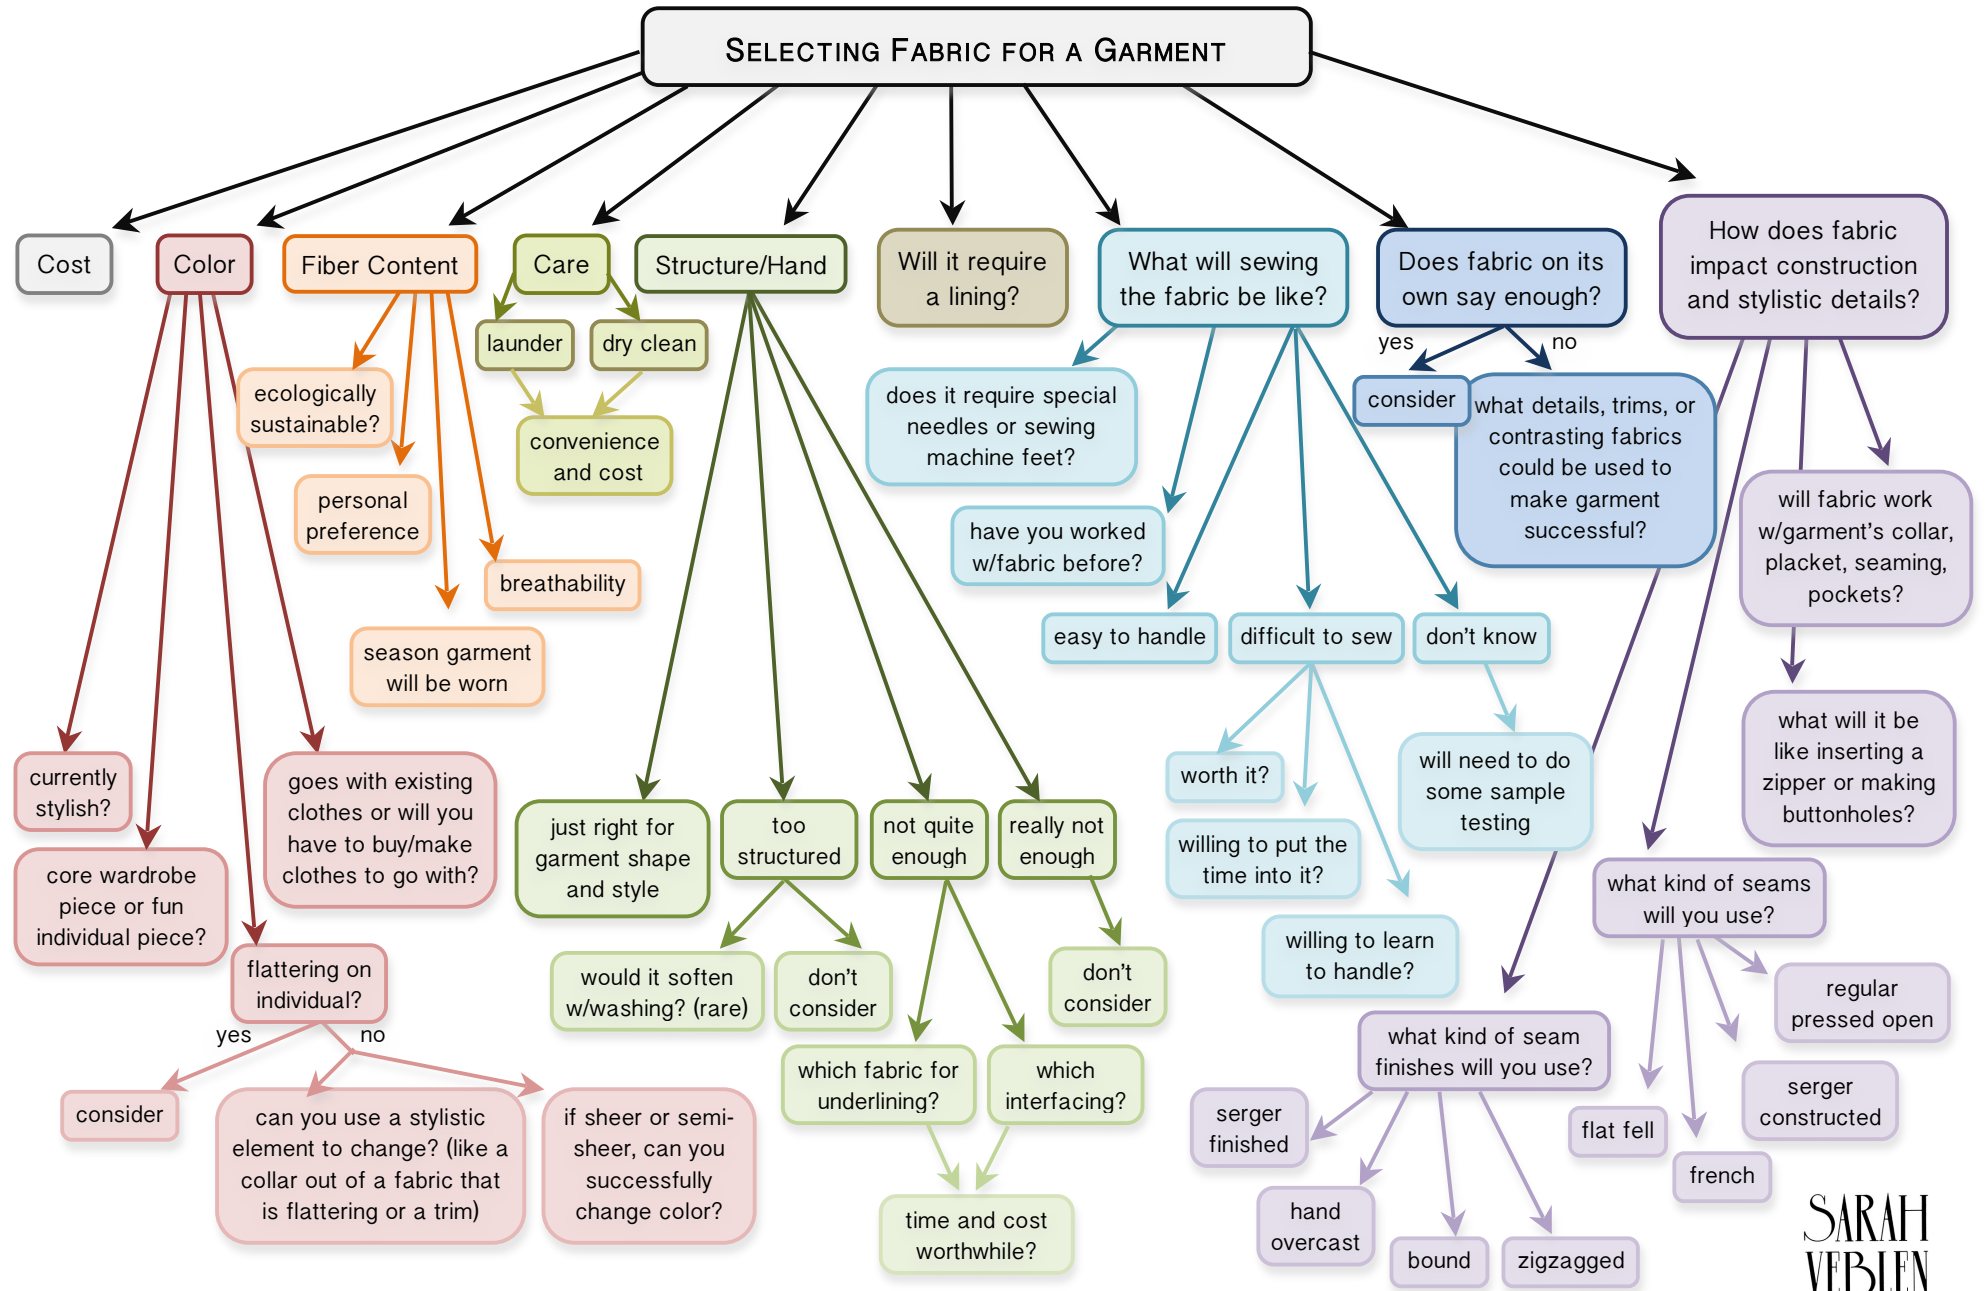 SELECTING FABRIC FOR A GARMENT
Cost
Color
Fiber Content
Care
Structure/Hand
Will it require
a lining?
What will sewing
the fabric be like?
Does fabric on its
own say enough?
How does fabric
impact construction
and stylistic details?
currently
stylish?
core wardrobe
piece or fun
individual piece?
flattering on
individual?
goes with existing
clothes or will you
have to buy/make
clothes to go with?
yes
no
consider
can you use a stylistic
element to change? (like a
collar out of a fabric that
is flattering or a trim)
if sheer or semi-
sheer, can you
successfully
change color?
ecologically
sustainable?
personal
preference
season garment
will be worn
breathability
launder
dry clean
convenience
and cost
just right for
garment shape
and style
too
structured
not quite
enough
really not
enough
would it soften
w/washing? (rare)
don't
consider
which fabric for
underlining?
which
interfacing?
don't
consider
time and cost
worthwhile?
does it require special
needles or sewing
machine feet?
have you worked
w/fabric before?
easy to handle
difficult to sew
don't know
worth it?
willing to put the
time into it?
willing to learn
to handle?
will need to do
some sample
testing
yes
no
consider
what details, trims, or
contrasting fabrics
could be used to
make garment
successful?
will fabric work
w/garment's collar,
placket, seaming,
pockets?
what will it be
like inserting a
zipper or making
buttonholes?
what kind of seams
will you use?
regular
pressed open
serger
constructed
french
flat fell
what kind of seam
finishes will you use?
serger
finished
hand
overcast
bound
zigzagged
SARAH
VEBLEN